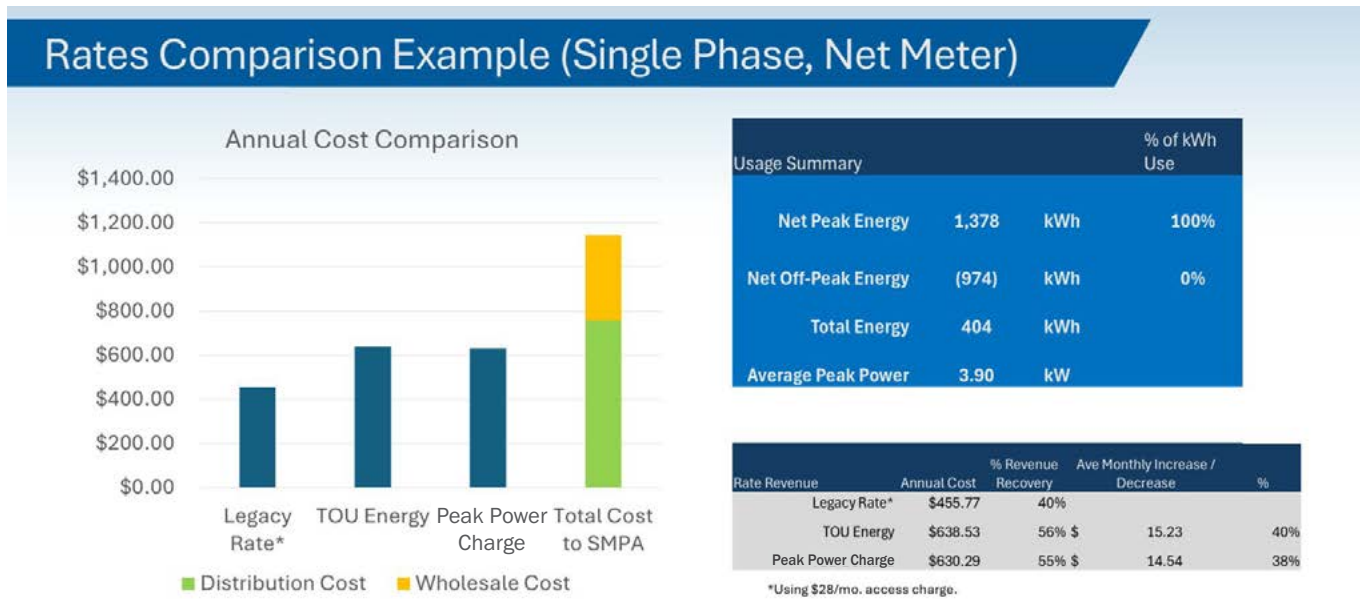 Rates Comparison Example (Single Phase, Net Meter)
Annual Cost Comparison
$1,400.00
$1,200.00
$1,000.00
$800.00
$600.00
$400.00
$200.00
$0.00
Legacy Rate*
TOU Energy
Peak Power Charge
Total Cost to SMPA
Distribution Cost
Wholesale Cost
Usage Summary % of kWh Use
Net Peak Energy 1,378 kWh 100%
Net Off-Peak Energy (974) kWh 0%
Total Energy 404 kWh
Average Peak Power 3.90 kW
Rate Revenue Annual Cost % Revenue Recovery Ave Monthly Increase / Decrease %
Legacy Rate* $455.77 40%
TOU Energy $638.53 56% $ 15.23 40%
Peak Power Charge $630.29 55% $ 14.54 38%
*Using $28/mo. access charge.